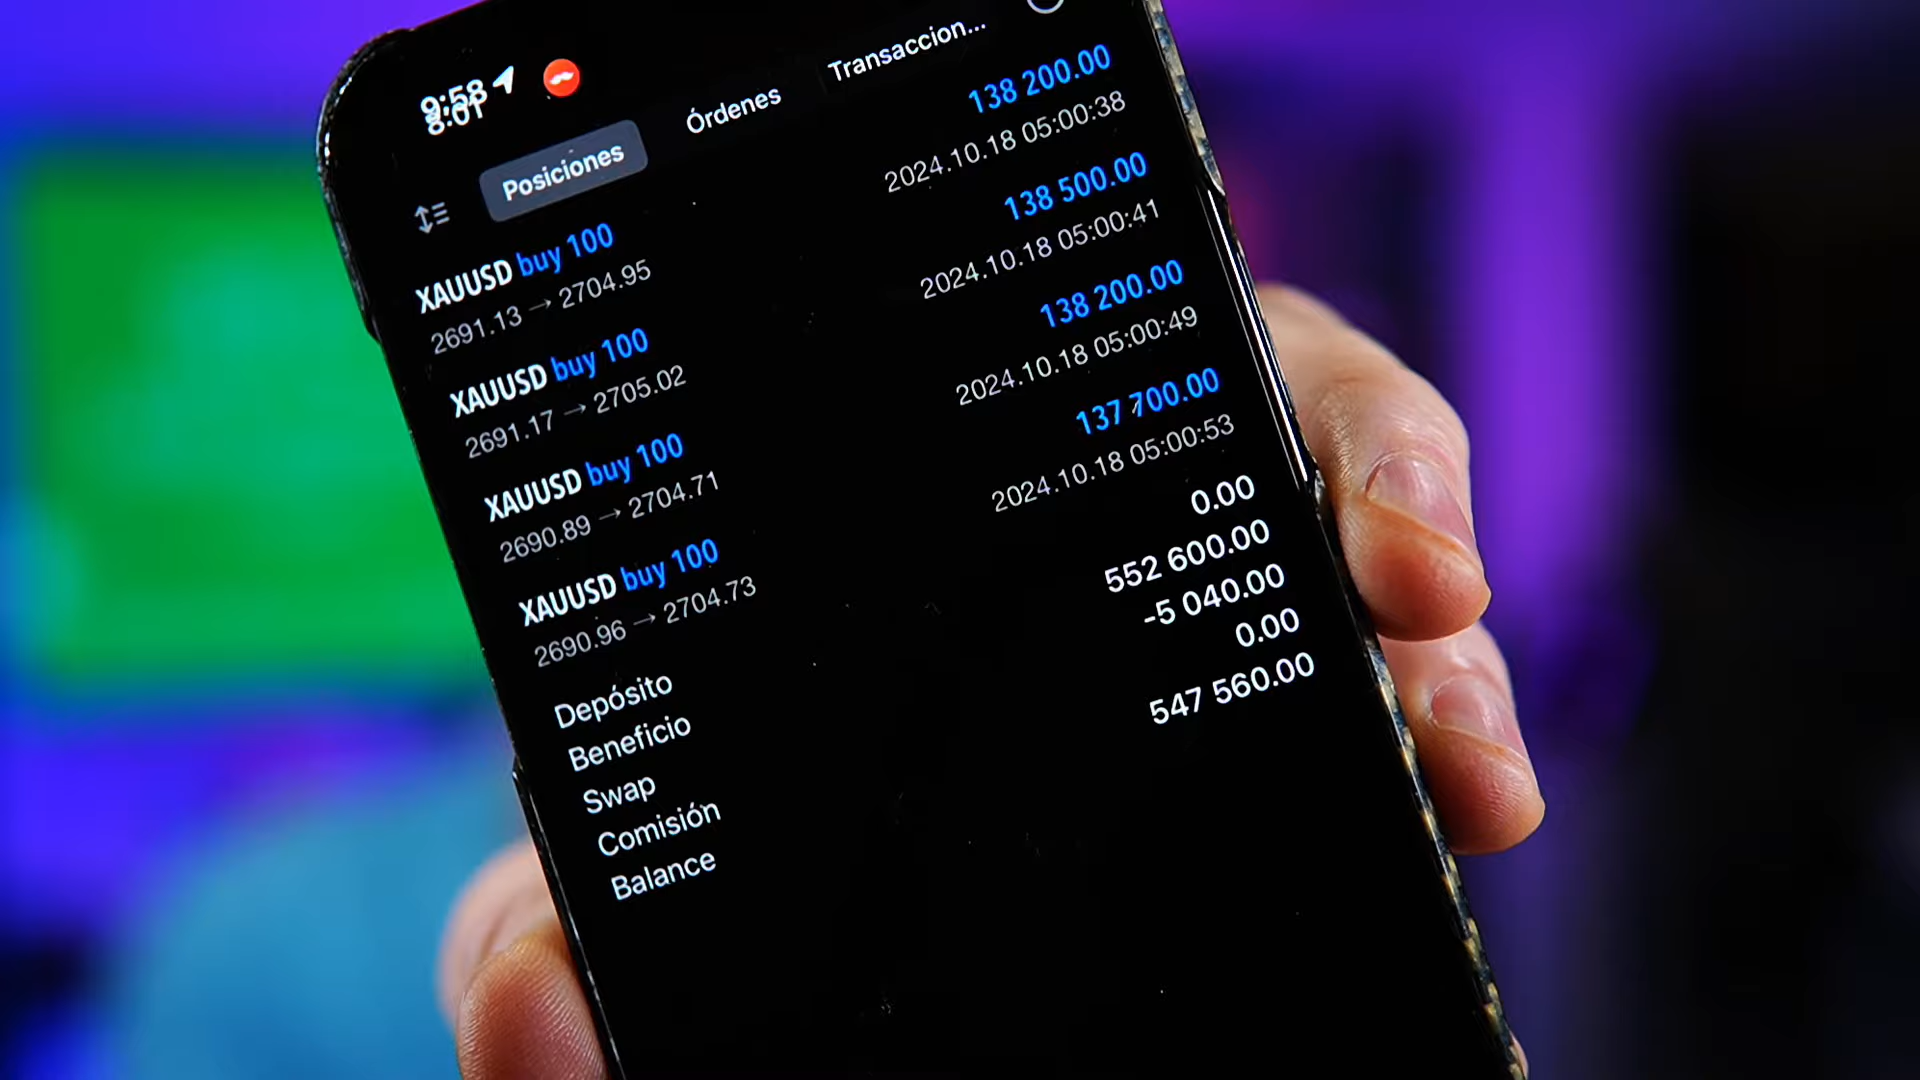 9:58
8:01
Posiciones Órdenes Transaccion...
XAUUSD buy 100 138 200.00
2691.13 → 2704.95 2024.10.18 05:00:38
XAUUSD buy 100 138 500.00
2691.17 → 2705.02 2024.10.18 05:00:41
XAUUSD buy 100 138 200.00
2690.89 → 2704.71 2024.10.18 05:00:49
XAUUSD buy 100 137 700.00
2690.96 → 2704.73 2024.10.18 05:00:53
Depósito 0.00
Beneficio 552 600.00
Swap -5 040.00
Comisión 0.00
Balance 547 560.00